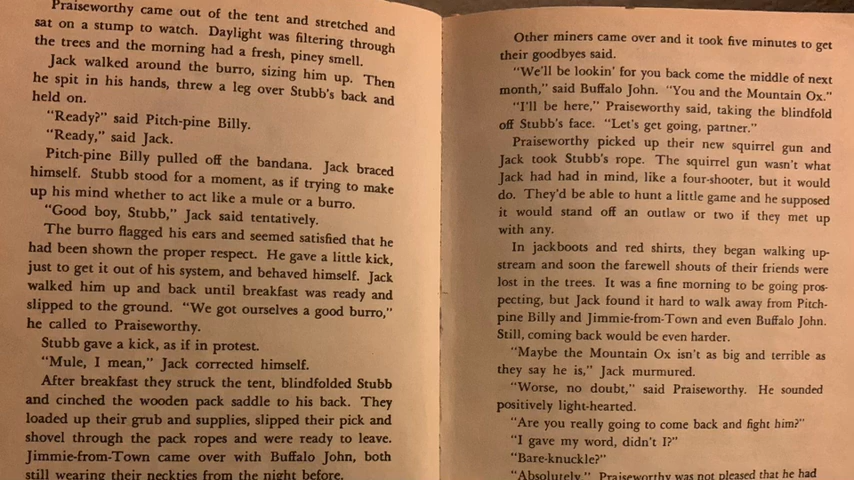 Praiseworthy came out of the tent and stretched and
sat on a stump to watch. Daylight was filtering through
the trees and the morning had a fresh, piney smell.
Jack walked around the burro, sizing him up. Then
he spit in his hands, threw a leg over Stubb's back and
held on.
"Ready?" said Pitch-pine Billy.
"Ready," said Jack.
Pitch-pine Billy pulled off the bandana. Jack braced
himself. Stubb stood for a moment, as if trying to make
up his mind whether to act like a mule or a burro.
"Good boy, Stubb," Jack said tentatively.
The burro flagged his ears and seemed satisfied that he
had been shown the proper respect. He gave a little kick,
just to get it out of his system, and behaved himself. Jack
walked him up and back until breakfast was ready and
slipped to the ground. "We got ourselves a good burro,"
he called to Praiseworthy.
Stubb gave a kick, as if in protest.
"Mule, I mean," Jack corrected himself.
After breakfast they struck the tent, blindfolded Stubb
and cinched the wooden pack saddle to his back. They
loaded up their grub and supplies, slipped their pick and
shovel through the pack ropes and were ready to leave.
Jimmie-from-Town came over with Buffalo John, both
still wearing their neckties from the night before.
Other miners came over and it took five minutes to get
their goodbyes said.
"We'll be lookin' for you back come the middle of next
month," said Buffalo John. "You and the Mountain Ox."
"I'll be here," Praiseworthy said, taking the blindfold
off Stubb's face. "Let's get going, partner."
Praiseworthy picked up their new squirrel gun and
Jack took Stubb's rope. The squirrel gun wasn't what
Jack had had in mind, like a four-shooter, but it would
do. They'd be able to hunt a little game and he supposed
it would stand off an outlaw or two if they met up
with any.
In jackboots and red shirts, they began walking up-
stream and soon the farewell shouts of their friends were
lost in the trees. It was a fine morning to be going pros-
pecting, but Jack found it hard to walk away from Pitch-
pine Billy and Jimmie-from-Town and even Buffalo John.
Still, coming back would be even harder.
"Maybe the Mountain Ox isn't as big and terrible as
they say he is," Jack murmured.
"Worse, no doubt," said Praiseworthy. He sounded
positively light-hearted.
"Are you really going to come back and fight him?"
"I gave my word, didn't I?"
"Bare-knuckle?"
"Absolutely." Praiseworthy was not pleased that he had